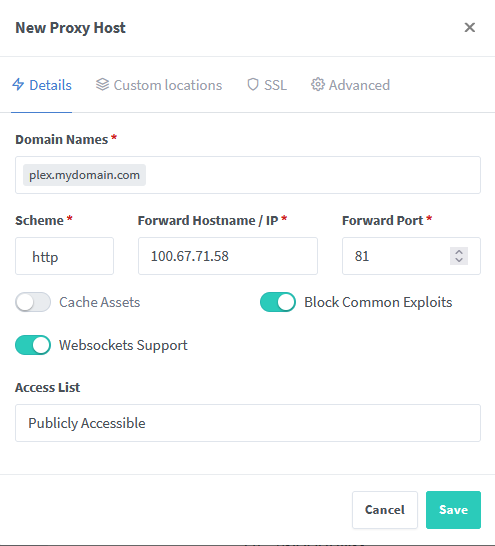 New Proxy Host
Details Custom locations SSL Advanced
Domain Names *
plex.mydomain.com
Scheme * Forward Hostname / IP * Forward Port *
http 100.67.71.58 81
Cache Assets Block Common Exploits
Websockets Support
Access List
Publicly Accessible
Cancel Save